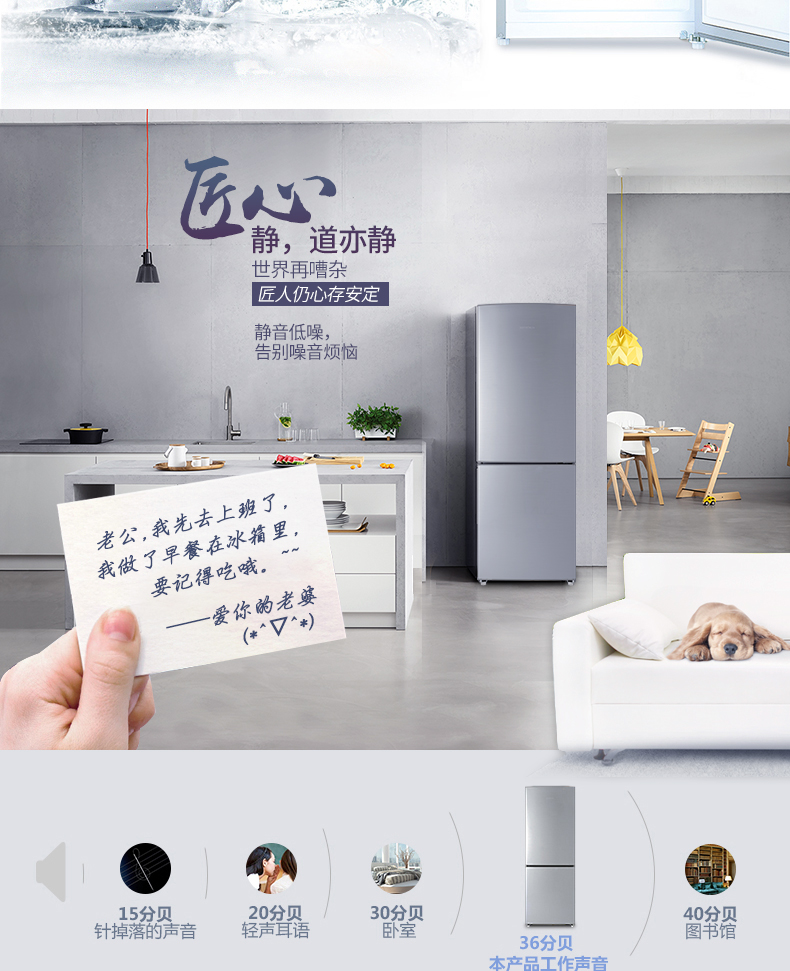 匠心
静，道亦静
世界再嘈杂
匠人仍心存安定
静音低噪，
告别噪音烦恼
老公，我先去上班了，
我做了早餐在冰箱里，
要记得吃哦。~~
——爱你的老婆
(*^▽^*)
15分贝
针掉落的声音
20分贝
轻声耳语
30分贝
卧室
36分贝
本产品工作声音
40分贝
图书馆